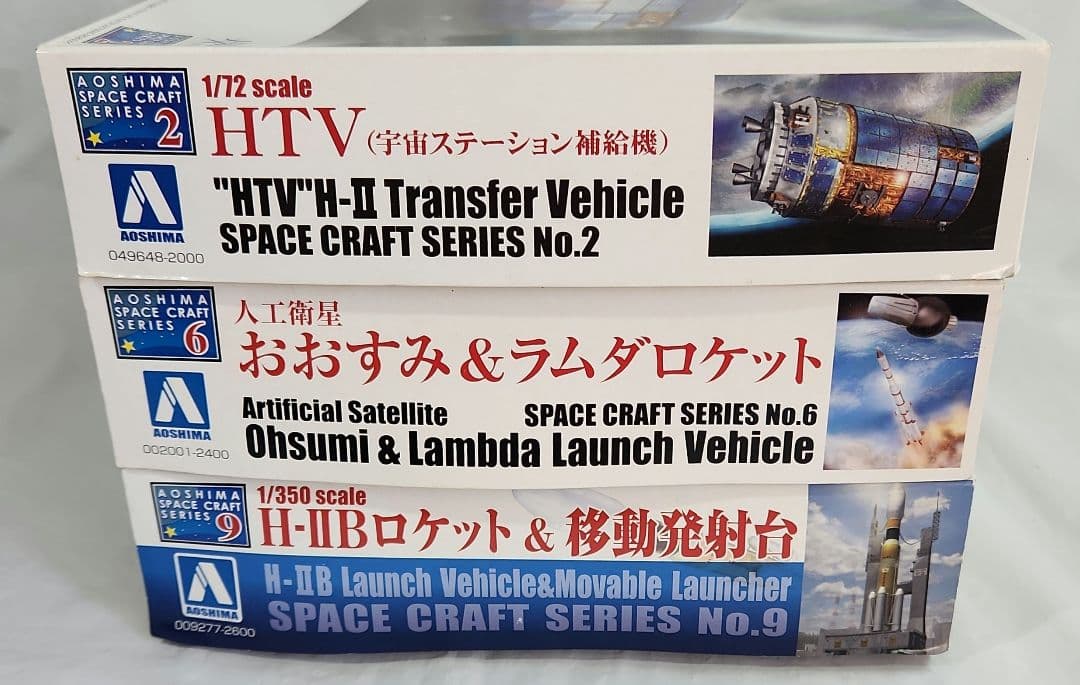 AOSHIMA
SPACE CRAFT
SERIES 2
1/72 scale
HTV(宇宙ステーション補給機)
"HTV"H-II Transfer Vehicle
SPACE CRAFT SERIES No.2
AOSHIMA
049648-2000
AOSHIMA
SPACE CRAFT
SERIES 6
人工衛星
おおすみ&ラムダロケット
Artificial Satellite SPACE CRAFT SERIES No.6
Ohsumi & Lambda Launch Vehicle
AOSHIMA
002001-2400
AOSHIMA
SPACE CRAFT
SERIES 9
1/350 scale
H-IIBロケット & 移動発射台
H-IIB Launch Vehicle&Movable Launcher
SPACE CRAFT SERIES No.9
AOSHIMA
009277-2600